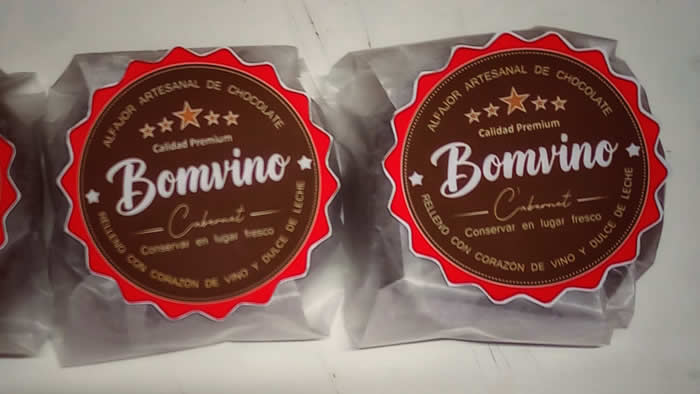 ALFAJOR ARTESANAL DE CHOCOLATE
Calidad Premium
Bomvino
Cabernet
Conservar en lugar fresco
RELLENO CON CORAZÓN DE VINO Y DULCE DE LECHE
ALFAJOR ARTESANAL DE CHOCOLATE
Calidad Premium
Bomvino
Cabernet
Conservar en lugar fresco
RELLENO CON CORAZÓN DE VINO Y DULCE DE LECHE